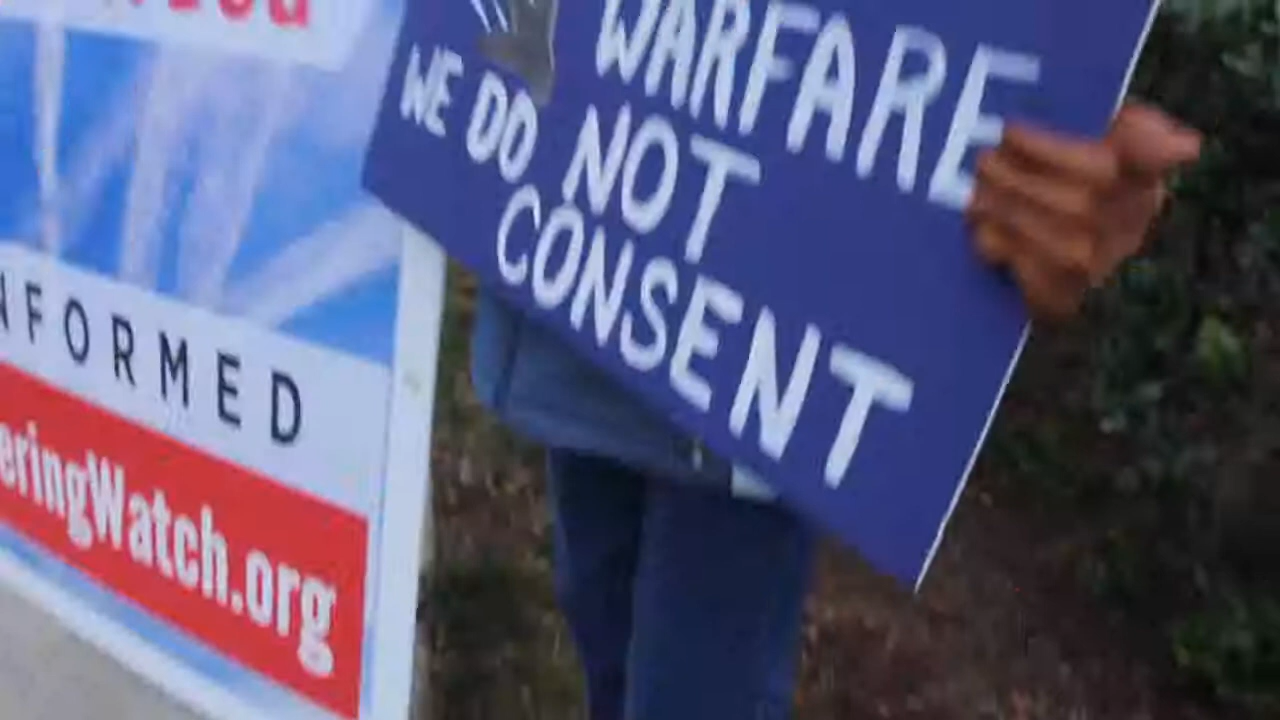 NFORMED
eringWatch.org
WARFARE
WE DO NOT
CONSENT